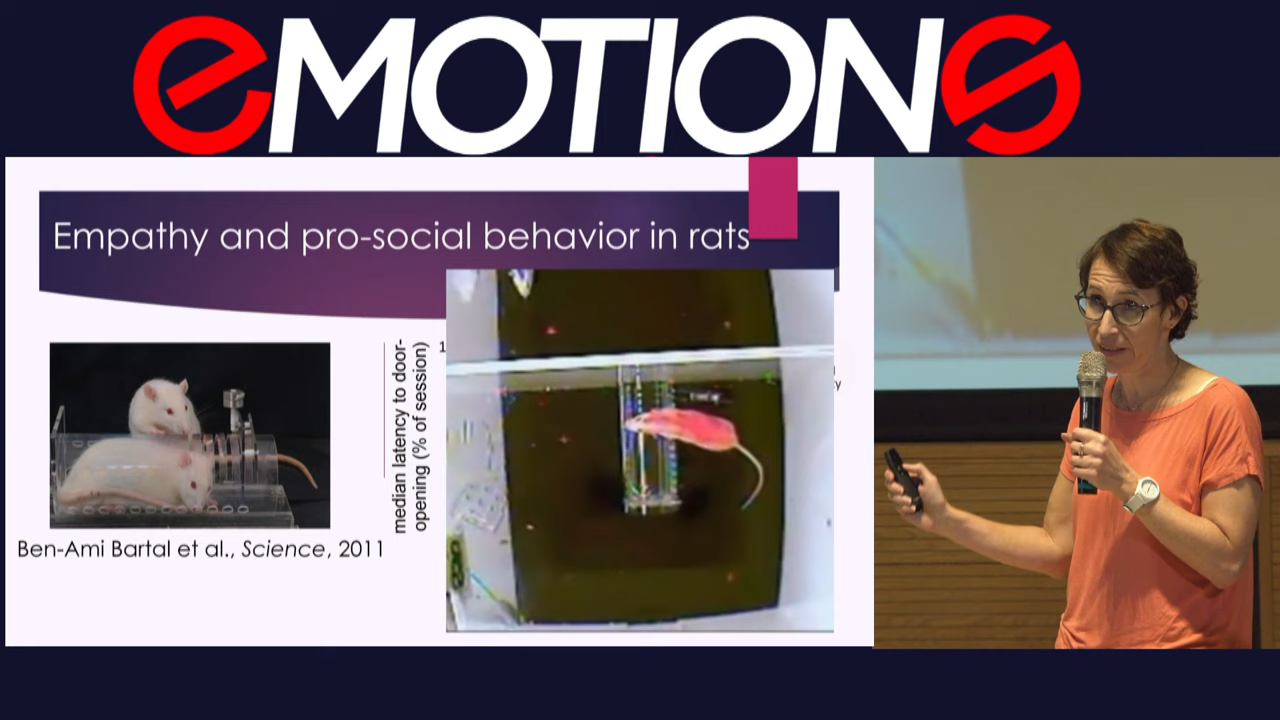 eMOTIONS
Empathy and pro-social behavior in rats
median latency to door-
opening (% of session)
1
y
Ben-Ami Bartal et al., Science, 2011